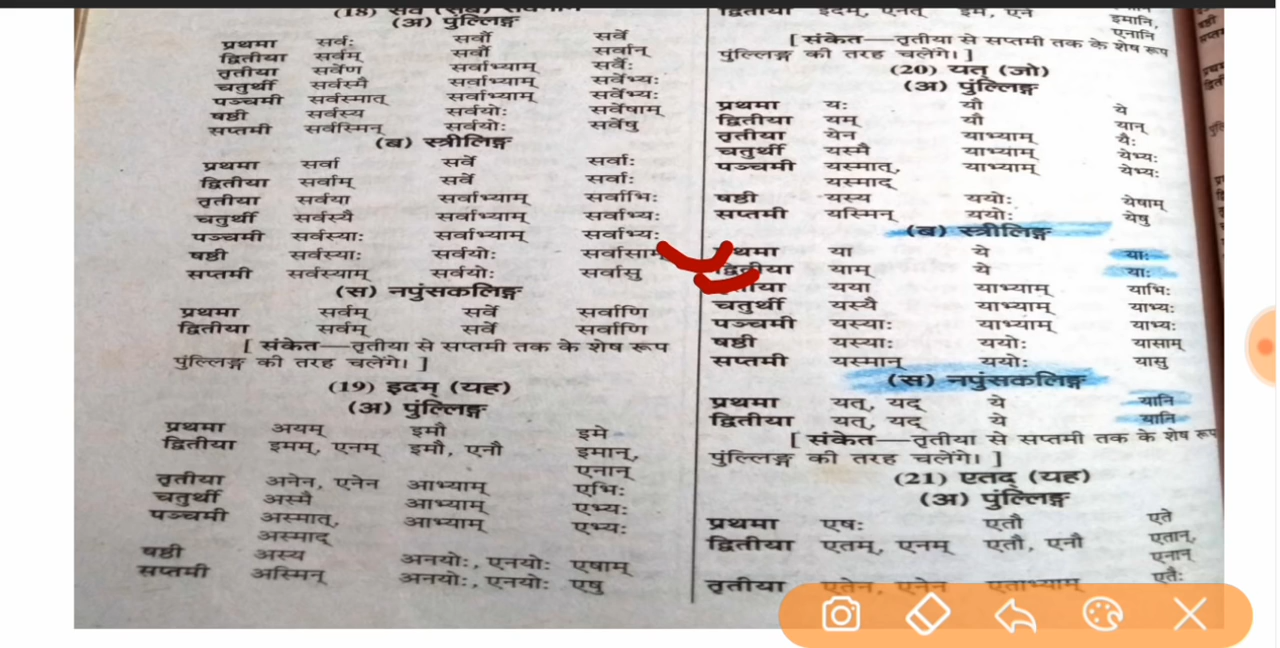 (अ) पुंल्लिङ्ग
प्रथमा सर्वः सर्वौ सर्वे
द्वितीया सर्वम् सर्वौ सर्वान्
तृतीया सर्वेण सर्वाभ्याम् सर्वैः
चतुर्थी सर्वस्मै सर्वाभ्याम् सर्वेभ्यः
पञ्चमी सर्वस्मात् सर्वाभ्याम् सर्वेभ्यः
षष्ठी सर्वस्य सर्वयोः सर्वेषाम्
सप्तमी सर्वस्मिन् सर्वयोः सर्वेषु
(ब) स्त्रीलिङ्ग
प्रथमा सर्वा सर्वे सर्वाः
द्वितीया सर्वाम् सर्वे सर्वाः
तृतीया सर्वया सर्वाभ्याम् सर्वाभिः
चतुर्थी सर्वस्यै सर्वाभ्याम् सर्वाभ्यः
पञ्चमी सर्वस्याः सर्वाभ्याम् सर्वाभ्यः
षष्ठी सर्वस्याः सर्वयोः सर्वासाम्
सप्तमी सर्वस्याम् सर्वयोः सर्वासु
(स) नपुंसकलिङ्ग
प्रथमा सर्वम् सर्वे सर्वाणि
द्वितीया सर्वम् सर्वे सर्वाणि
[ संकेत—तृतीया से सप्तमी तक के शेष रूप
पुंल्लिङ्ग की तरह चलेंगे। ]
(19) इदम् (यह)
(अ) पुंल्लिङ्ग
प्रथमा अयम् इमौ इमे
द्वितीया इमम्, एनम् इमौ, एनौ इमान्,
एनान्
तृतीया अनेन, एनेन आभ्याम् एभिः
चतुर्थी अस्मै आभ्याम् एभ्यः
पञ्चमी अस्मात्, आभ्याम् एभ्यः
अस्माद्
षष्ठी अस्य अनयोः, एनयोः एषाम्
सप्तमी अस्मिन् अनयोः, एनयोः एषु
द्वितीया इदम्, एनत् इमे, एने इमानि,
एनानि
[ संकेत—तृतीया से सप्तमी तक के शेष रूप
पुंल्लिङ्ग की तरह चलेंगे। ]
(20) यत् (जो)
(अ) पुंल्लिङ्ग
प्रथमा यः यौ ये
द्वितीया यम् यौ यान्
तृतीया येन याभ्याम् यैः
चतुर्थी यस्मै याभ्याम् येभ्यः
पञ्चमी यस्मात्, याभ्याम् येभ्यः
यस्माद्
षष्ठी यस्य ययोः येषाम्
सप्तमी यस्मिन् ययोः येषु
(ब) स्त्रीलिङ्ग
या ये याः
द्वितीया याम् ये याः
यया याभ्याम् याभिः
चतुर्थी यस्यै याभ्याम् याभ्यः
पञ्चमी यस्याः याभ्याम् याभ्यः
षष्ठी यस्याः ययोः यासाम्
सप्तमी यस्मान् ययोः यासु
(स) नपुंसकलिङ्ग
प्रथमा यत्, यद् ये यानि
द्वितीया यत्, यद् ये यानि
[ संकेत—तृतीया से सप्तमी तक के शेष रूप
पुंल्लिङ्ग की तरह चलेंगे। ]
(21) एतद् (यह)
(अ) पुंल्लिङ्ग
प्रथमा एषः एतौ एते
द्वितीया एतम्, एनम् एतौ, एनौ एतान्,
एनान्
तृतीया एतेन, एनेन एताभ्याम् एतैः